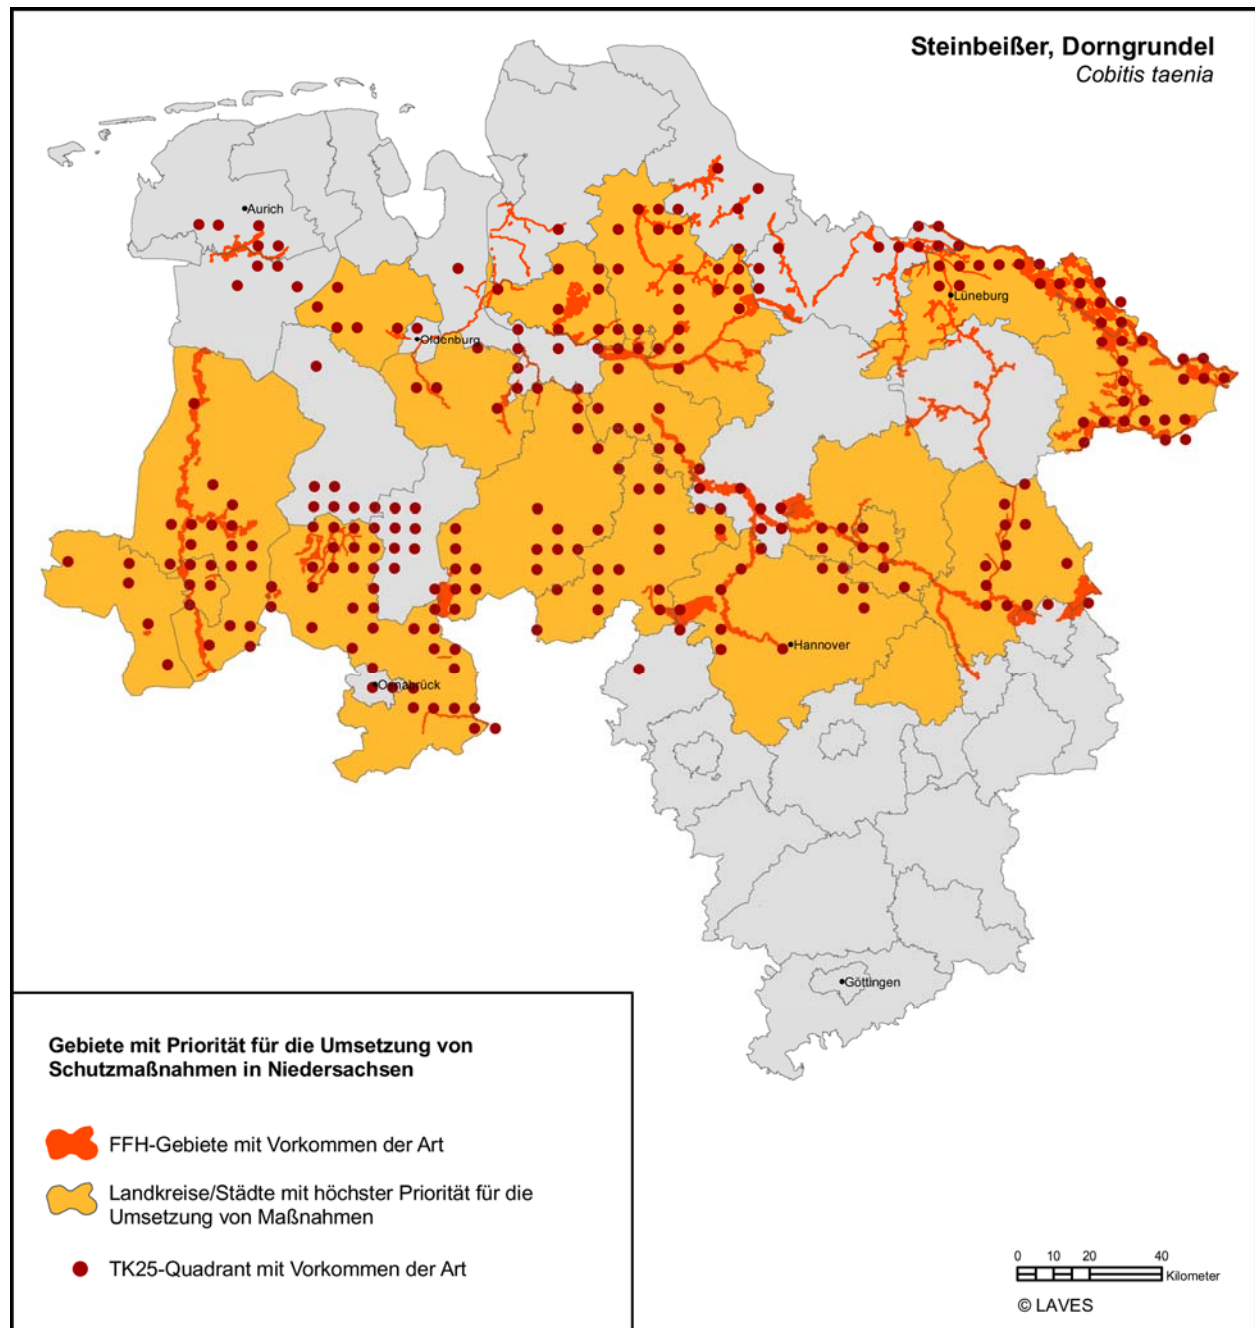 Steinbeißer, Dorngrundel
Cobitis taenia
Aurich
Lüneburg
Oldenburg
Hannover
Osnabrück
Göttingen
Gebiete mit Priorität für die Umsetzung von
Schutzmaßnahmen in Niedersachsen
FFH-Gebiete mit Vorkommen der Art
Landkreise/Städte mit höchster Priorität für die
Umsetzung von Maßnahmen
TK25-Quadrant mit Vorkommen der Art
0 10 20 40
Kilometer
© LAVES